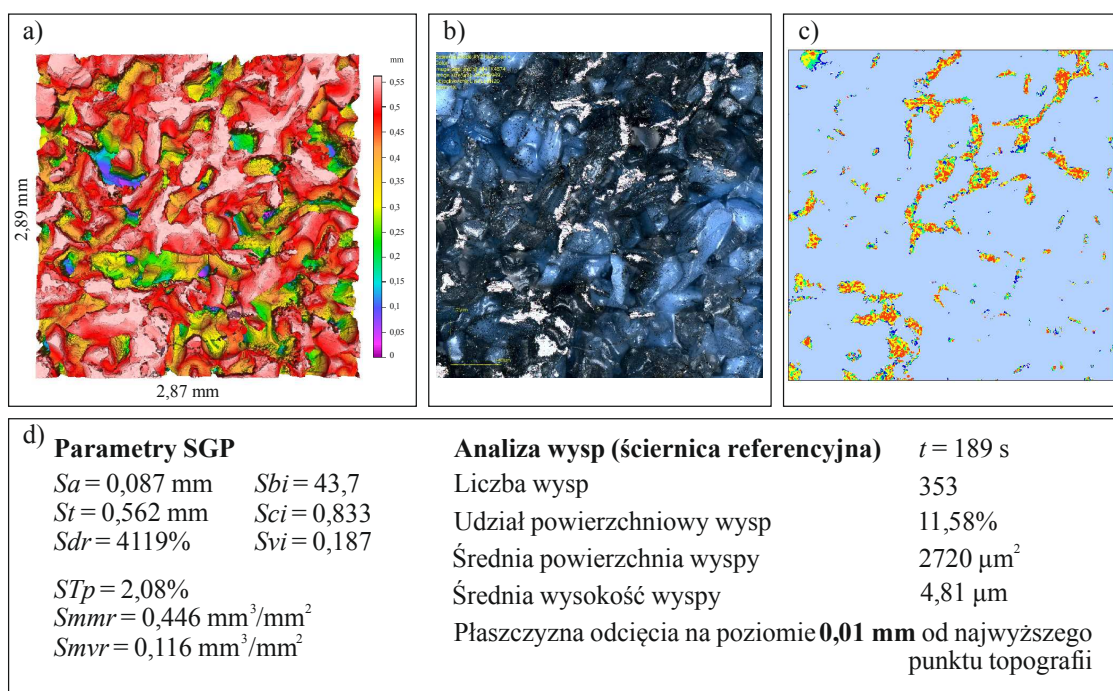 a)
mm
0,55
0,5
0,45
0,4
0,35
0,3
0,25
0,2
0,15
0,1
0,05
0
2,89 mm
2,87 mm
b)
c)
d)
Parametry SGP
Sa = 0,087 mm Sbi = 43,7
St = 0,562 mm Sci = 0,833
Sdr = 4119% Svi = 0,187
STp = 2,08%
Smmr = 0,446 mm³/mm²
Smvr = 0,116 mm³/mm²
Analiza wysp (ściernica referencyjna) t = 189 s
Liczba wysp 353
Udział powierzchniowy wysp 11,58%
Średnia powierzchnia wyspy 2720 μm²
Średnia wysokość wyspy 4,81 μm
Płaszczyzna odcięcia na poziomie 0,01 mm od najwyższego
punktu topografii